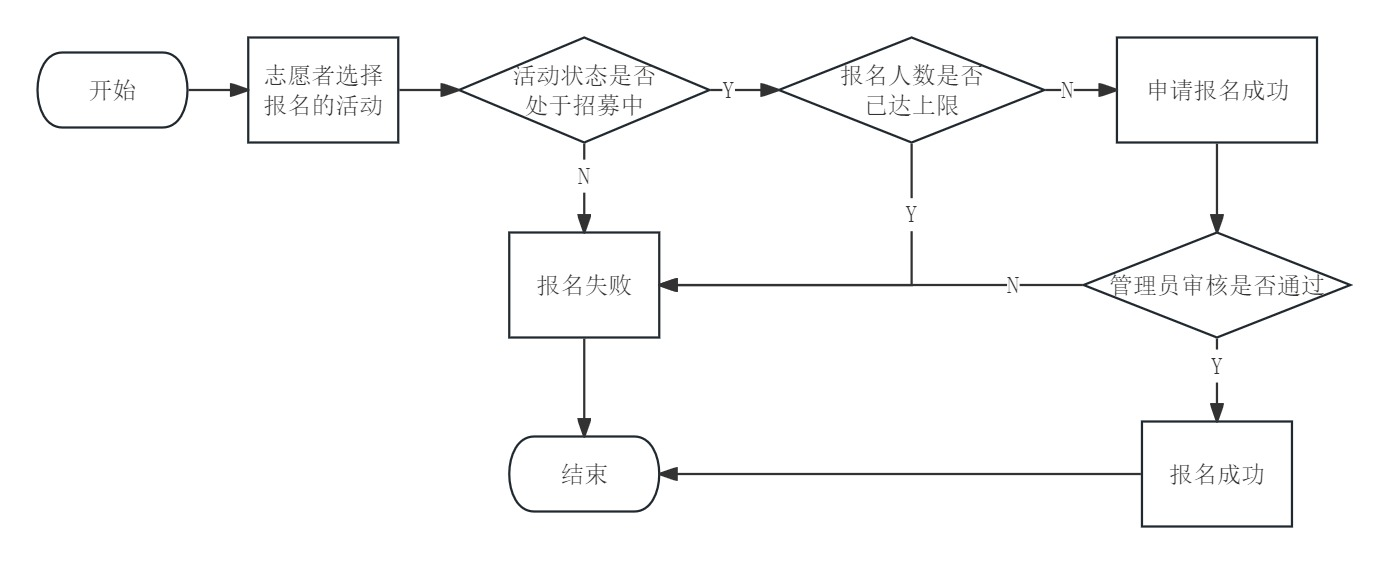 开始
志愿者选择
报名的活动
活动状态是否
处于招募中
Y
报名人数是否
已达上限
N
申请报名成功
N
Y
报名失败
N
管理员审核是否通过
Y
结束
报名成功